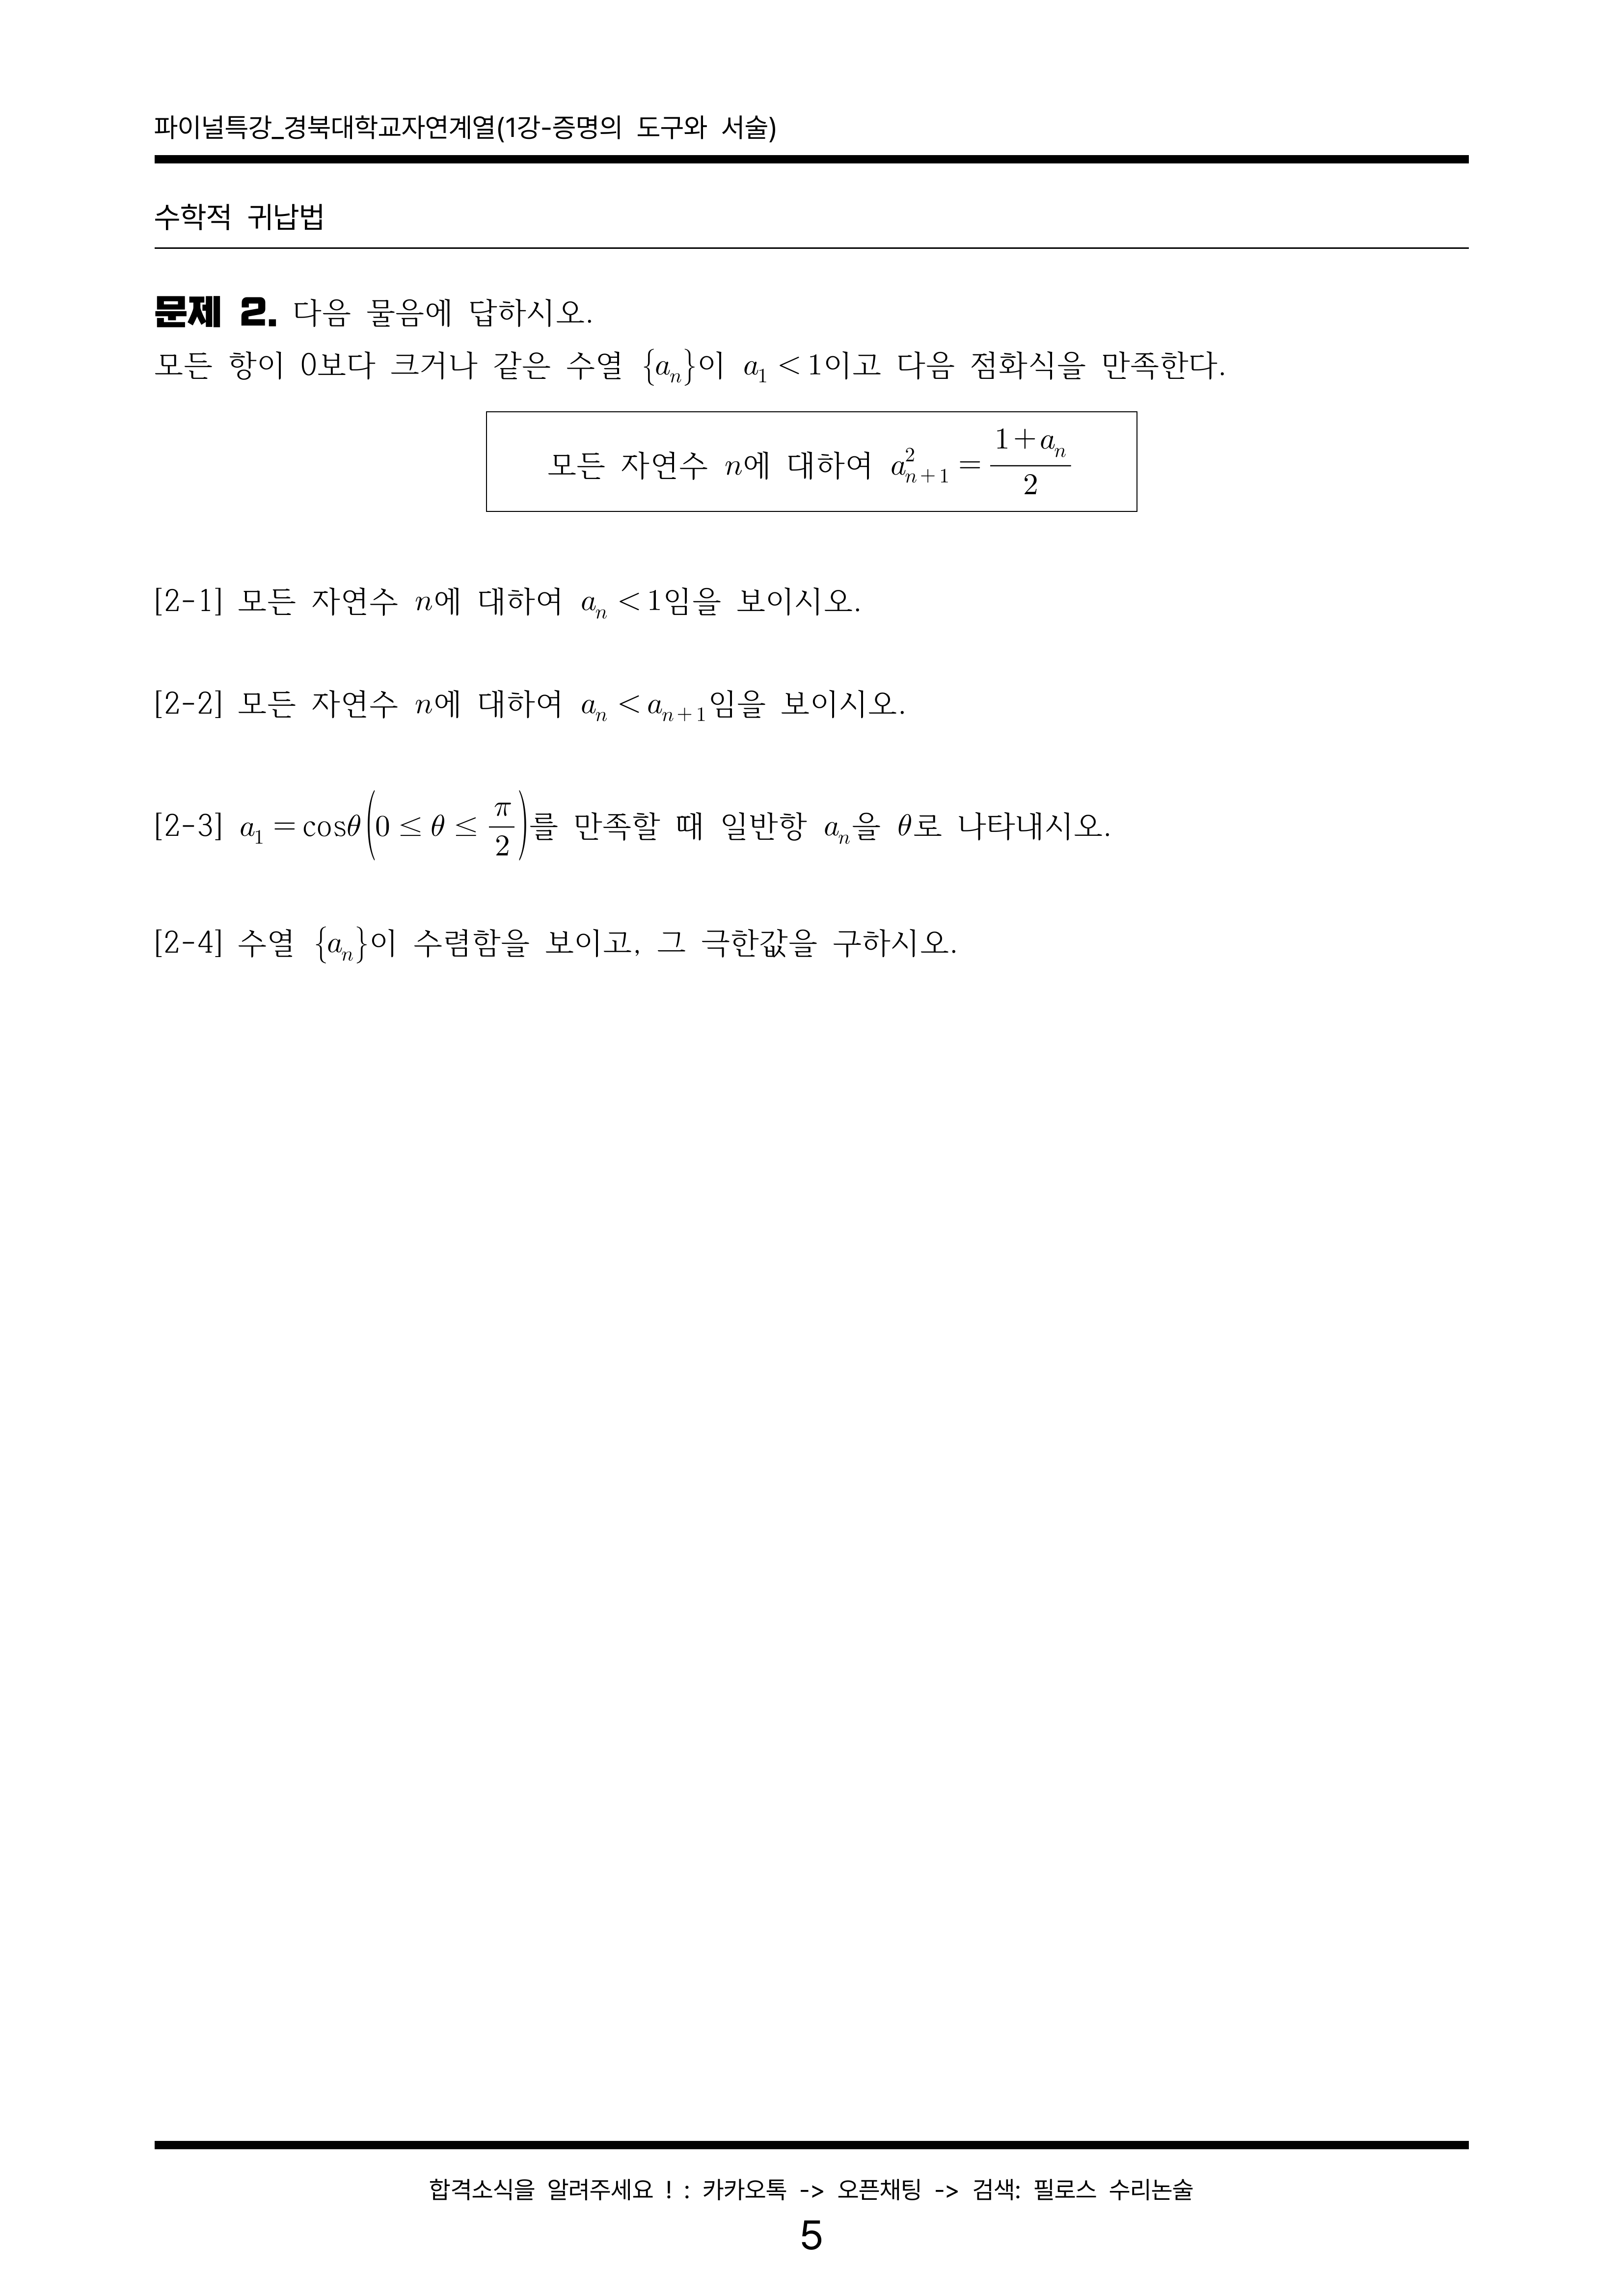 파이널특강_경북대학교자연계열(1강-증명의 도구와 서술)
수학적 귀납법
문제 2. 다음 물음에 답하시오.
모든 항이 0보다 크거나 같은 수열 {a_n}이 a_1 < 1이고 다음 점화식을 만족한다.
모든 자연수 n에 대하여 a_{n+1}^2 = \frac{1+a_n}{2}
[2-1] 모든 자연수 n에 대하여 a_n < 1임을 보이시오.
[2-2] 모든 자연수 n에 대하여 a_n < a_{n+1}임을 보이시오.
[2-3] a_1 = cosθ(0 ≤ θ ≤ \frac{π}{2})를 만족할 때 일반항 a_n을 θ로 나타내시오.
[2-4] 수열 {a_n}이 수렴함을 보이고, 그 극한값을 구하시오.
합격소식을 알려주세요 ! : 카카오톡 -> 오픈채팅 -> 검색: 필로스 수리논술
5